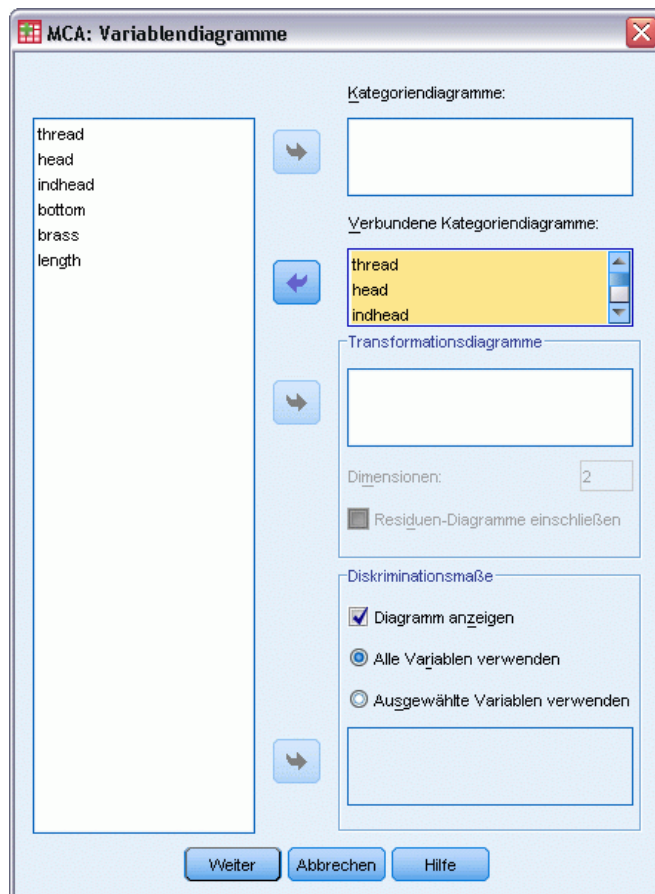 MCA: Variablendiagramme
thread
head
indhead
bottom
brass
length
Kategoriendiagramme:
Verbundene Kategoriendiagramme:
thread
head
indhead
Transformationsdiagramme
Dimensionen:
2
Residuen-Diagramme einschließen
Diskriminationsmaße
Diagramm anzeigen
Alle Variablen verwenden
Ausgewählte Variablen verwenden
Weiter
Abbrechen
Hilfe